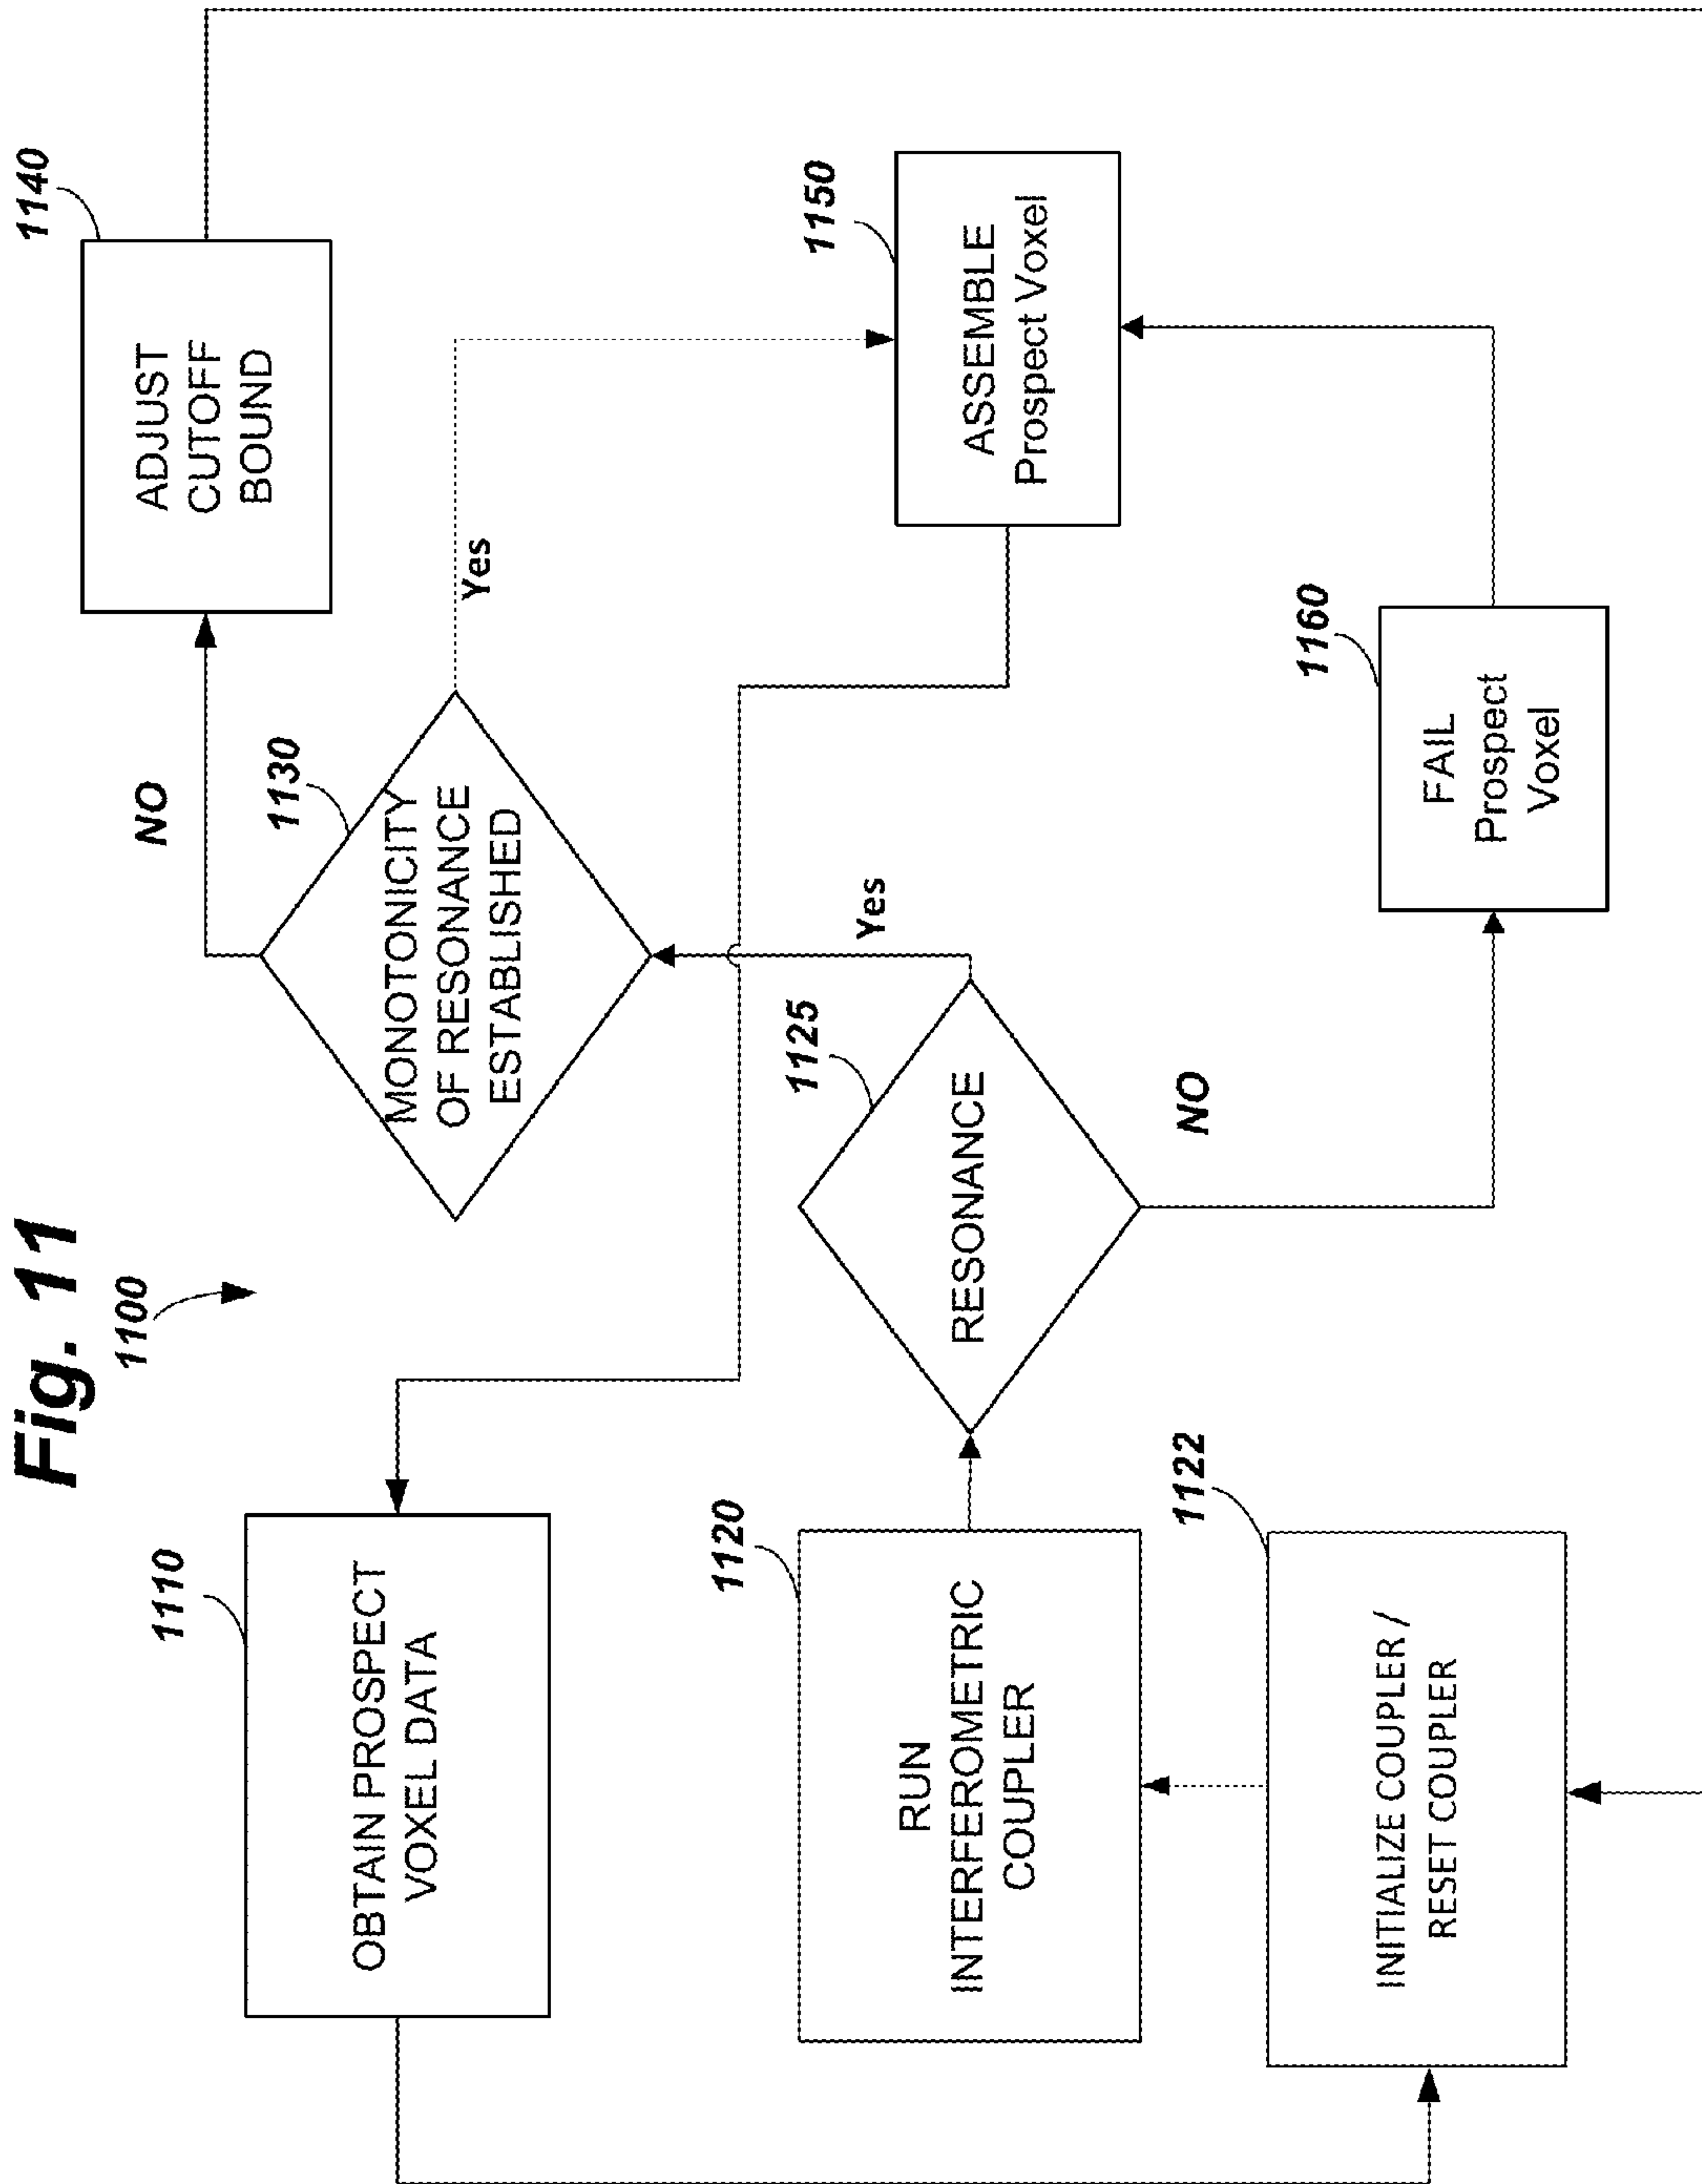 Fig. 11
1100
1110
OBTAIN PROSPECT
VOXEL DATA
1120
RUN
INTERFEROMETRIC
COUPLER
1122
INITIALIZE COUPLER /
RESET COUPLER
1125
RESONANCE
Yes
NO
1130
MONOTONICITY
OF RESONANCE
ESTABLISHED
NO
Yes
1140
ADJUST
CUTOFF
BOUND
1150
ASSEMBLE
Prospect Voxel
1160
FAIL
Prospect
Voxel